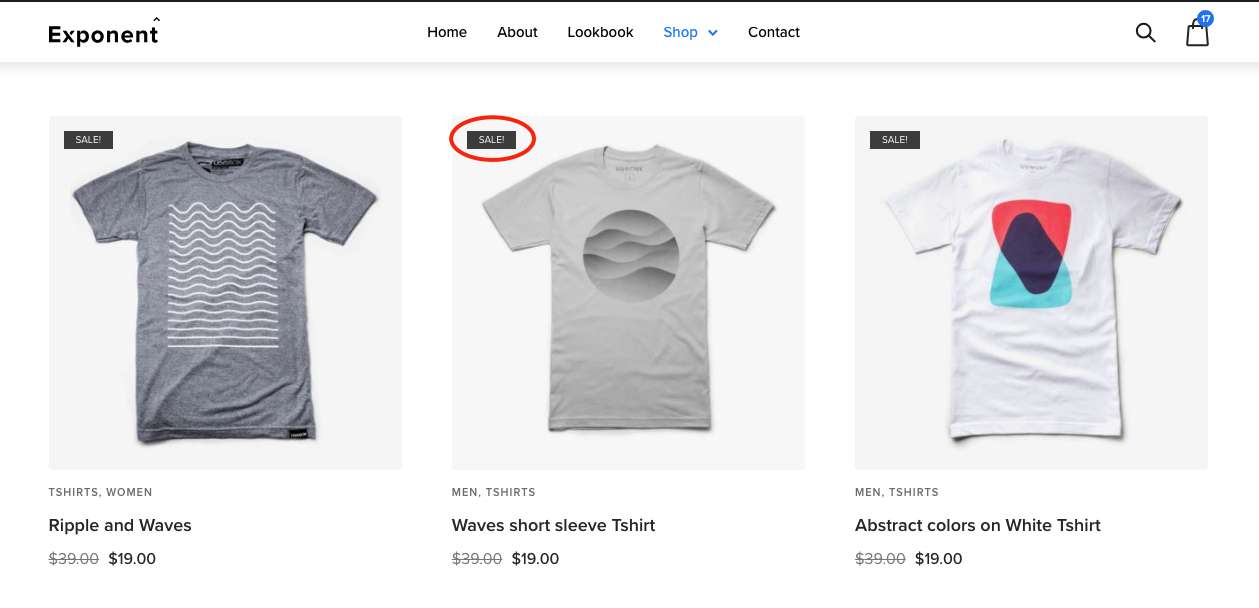 Exponent
Home About Lookbook Shop Contact
17
SALE! SALE! SALE!
TSHIRTS, WOMEN
Ripple and Waves
$39.00 $19.00
MEN, TSHIRTS
Waves short sleeve Tshirt
$39.00 $19.00
MEN, TSHIRTS
Abstract colors on White Tshirt
$39.00 $19.00